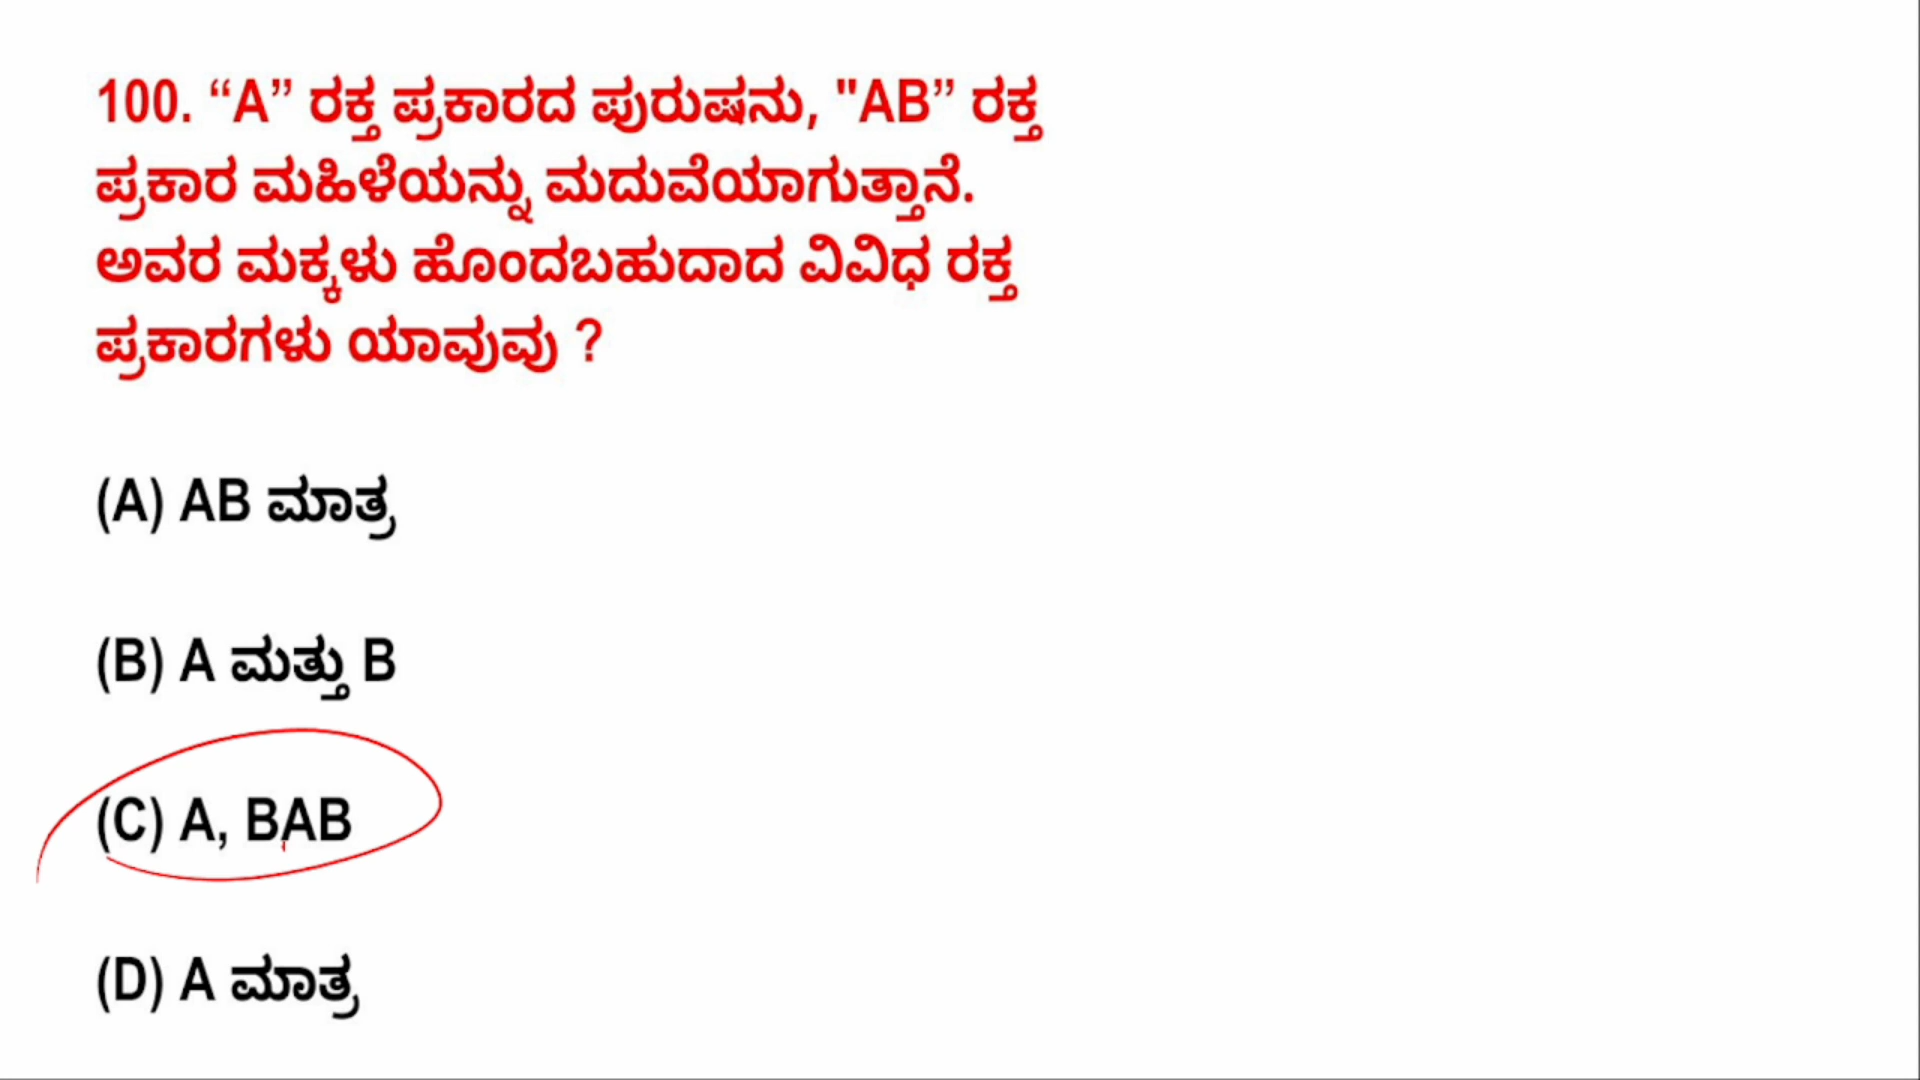 100. “A” ರಕ್ತ ಪ್ರಕಾರದ ಪುರುಷನು, "AB” ರಕ್ತ
ಪ್ರಕಾರ ಮಹಿಳೆಯನ್ನು ಮದುವೆಯಾಗುತ್ತಾನೆ.
ಅವರ ಮಕ್ಕಳು ಹೊಂದಬಹುದಾದ ವಿವಿಧ ರಕ್ತ
ಪ್ರಕಾರಗಳು ಯಾವುವು ?
(A) AB ಮಾತ್ರ
(B) A ಮತ್ತು B
(C) A, BAB
(D) A ಮಾತ್ರ